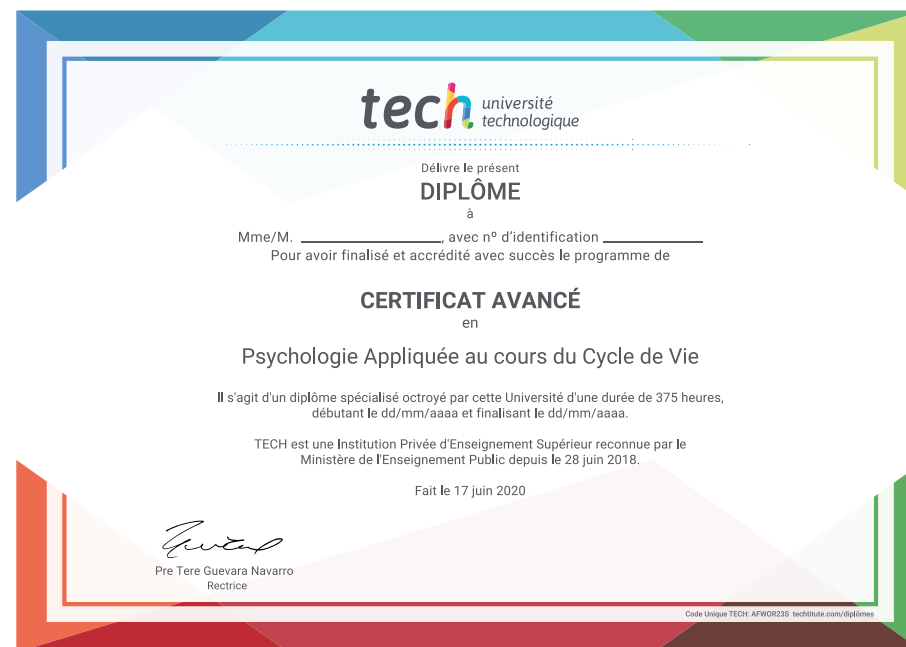 tech université
technologique
Délivre le présent
DIPLÔME
à
Mme/M. ____________________, avec nº d'identification ______________
Pour avoir finalisé et accrédité avec succès le programme de
CERTIFICAT AVANCÉ
en
Psychologie Appliquée au cours du Cycle de Vie
Il s'agit d'un diplôme spécialisé octroyé par cette Université d'une durée de 375 heures,
débutant le dd/mm/aaaa et finalisant le dd/mm/aaaa.
TECH est une Institution Privée d'Enseignement Supérieur reconnue par le
Ministère de l'Enseignement Public depuis le 28 juin 2018.
Fait le 17 juin 2020
Pre Tere Guevara Navarro
Rectrice
Code Unique TECH: AFWOR23S techtitute.com/diplômes